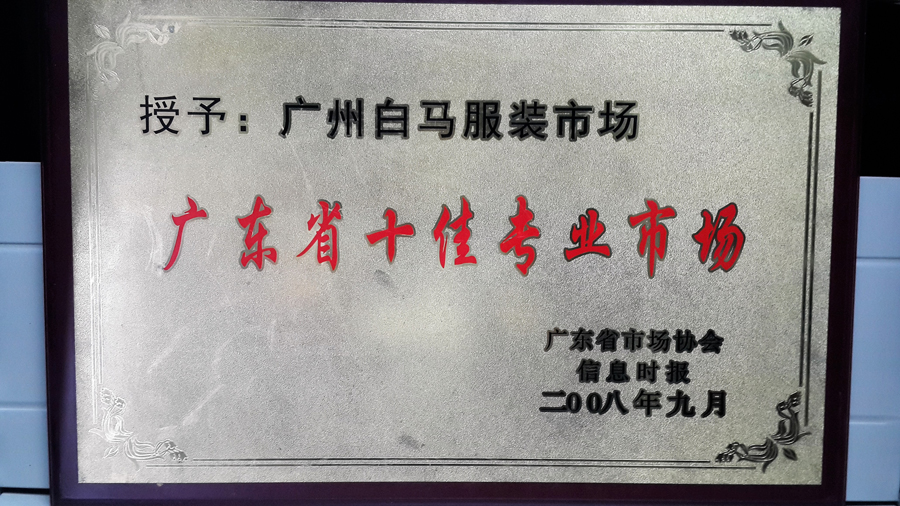 授予：广州白马服装市场
广东省十佳专业市场
广东省市场协会
信息时报
二00八年九月